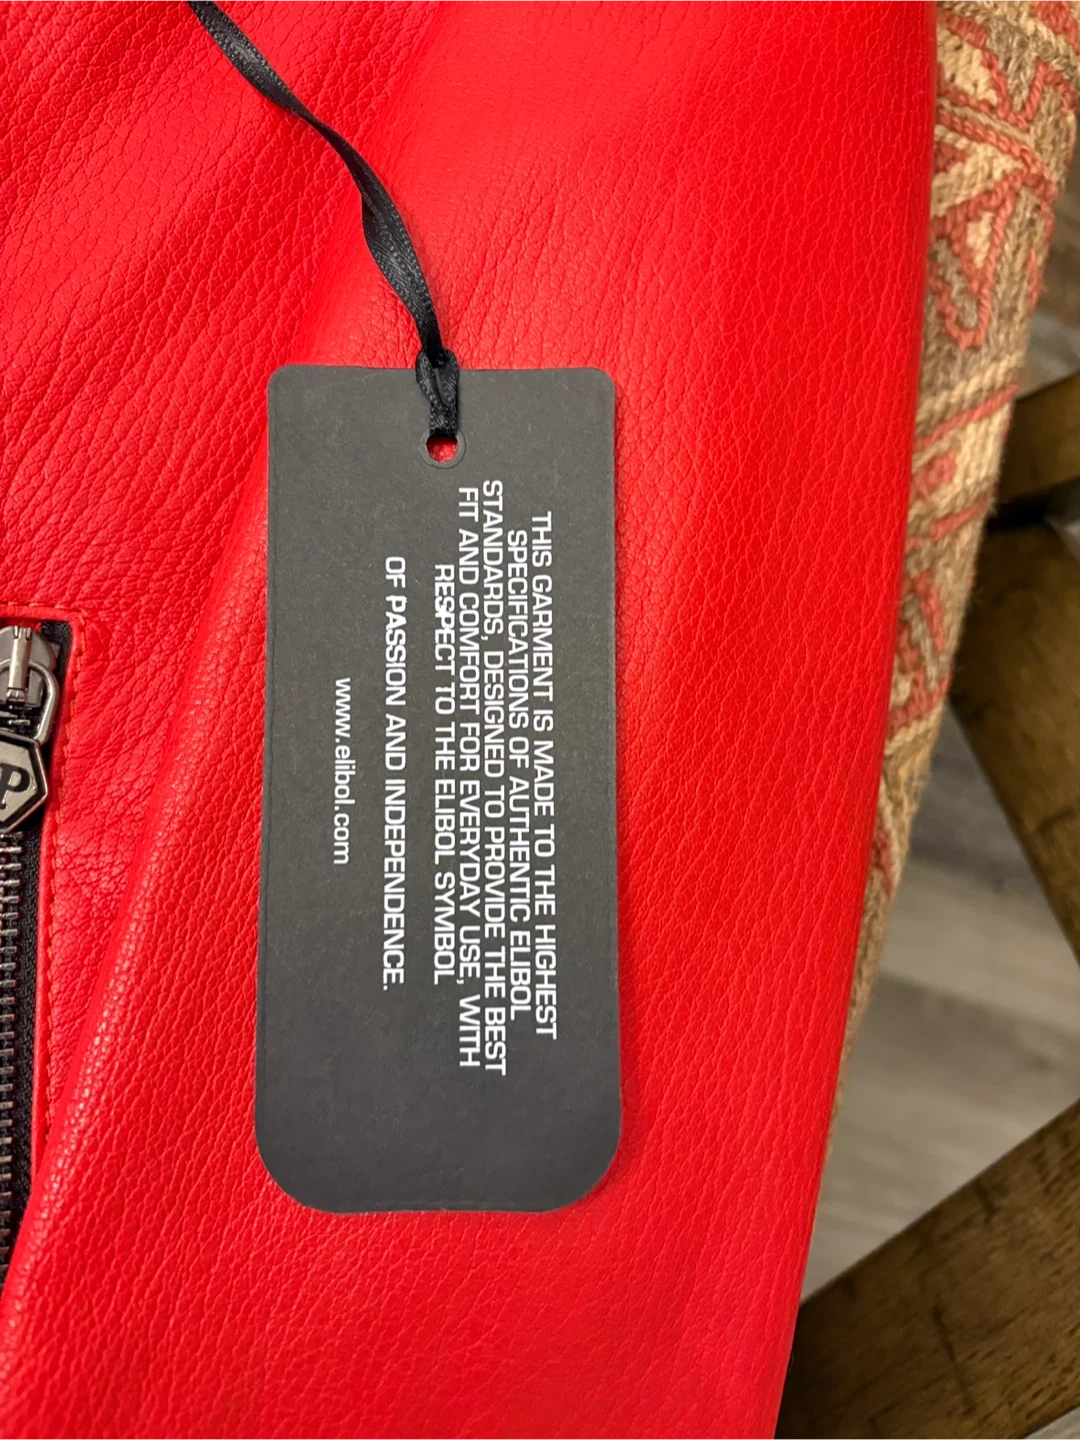 THIS GARMENT IS MADE TO THE HIGHEST
SPECIFICATIONS OF AUTHENTIC ELIBOL
STANDARDS, DESIGNED TO PROVIDE THE BEST
FIT AND COMFORT FOR EVERYDAY USE, WITH
RESPECT TO THE ELIBOL SYMBOL
OF PASSION AND INDEPENDENCE.
www.elibol.com
P